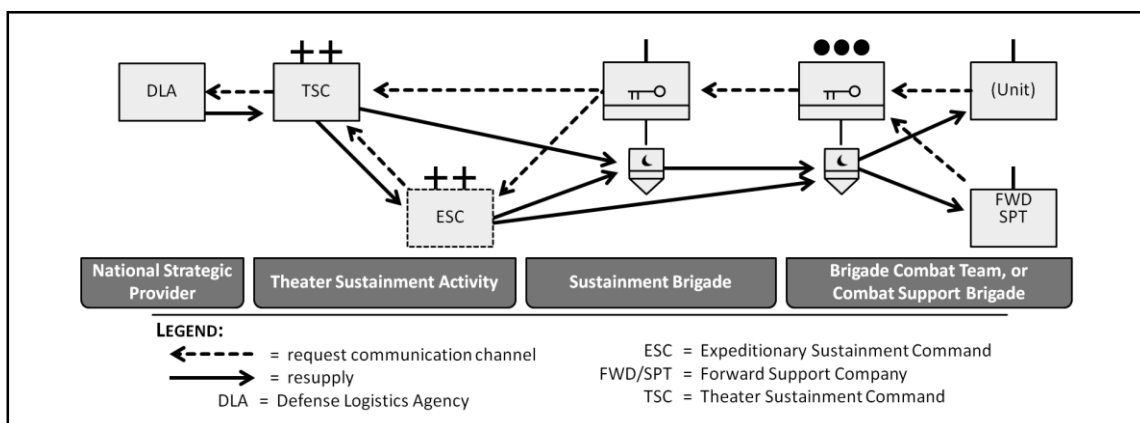 DLA
TSC
(Unit)
ESC
FWD
SPT
National Strategic
Provider
Theater Sustainment Activity
Sustainment Brigade
Brigade Combat Team, or
Combat Support Brigade
LEGEND:
= request communication channel
= resupply
DLA = Defense Logistics Agency
ESC = Expeditionary Sustainment Command
FWD/SPT = Forward Support Company
TSC = Theater Sustainment Command